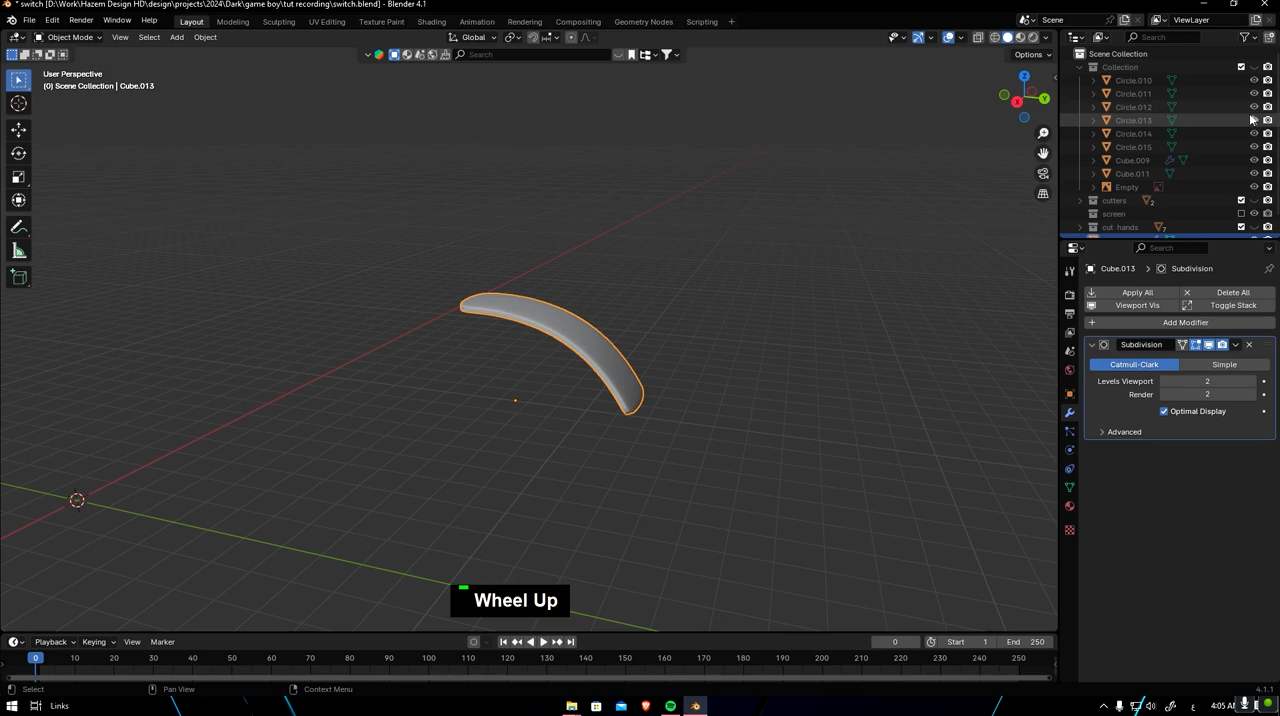 * switch [D:\Work\Hazem Design HD\design\projects\2024\Dark\game boy\tut recording\switch.blend] - Blender 4.1
File Edit Render Window Help Layout Modeling Sculpting UV Editing Texture Paint Shading Animation Rendering Compositing Geometry Nodes Scripting + Scene ViewLayer
Object Mode View Select Add Object Global Search
Search Options
User Perspective
(0) Scene Collection | Cube.013
X Y Z
Scene Collection
Collection
Circle.010
Circle.011
Circle.012
Circle.013
Circle.014
Circle.015
Cube.009
Cube.011
Empty
cutters 2
screen
cut hands 7
Search
Cube.013 > Subdivision
Apply All Delete All
Viewport Vis Toggle Stack
+ Add Modifier
Subdivision
Catmull-Clark Simple
Levels Viewport 2
Render 2
Optimal Display
Advanced
Wheel Up
Playback Keying View Marker 0 Start 1 End 250
0 10 20 30 40 50 60 70 80 90 100 110 120 130 140 150 160 170 180 190 200 210 220 230 240 250
Select Pan View Context Menu 4.1.1
Links ع 4:05